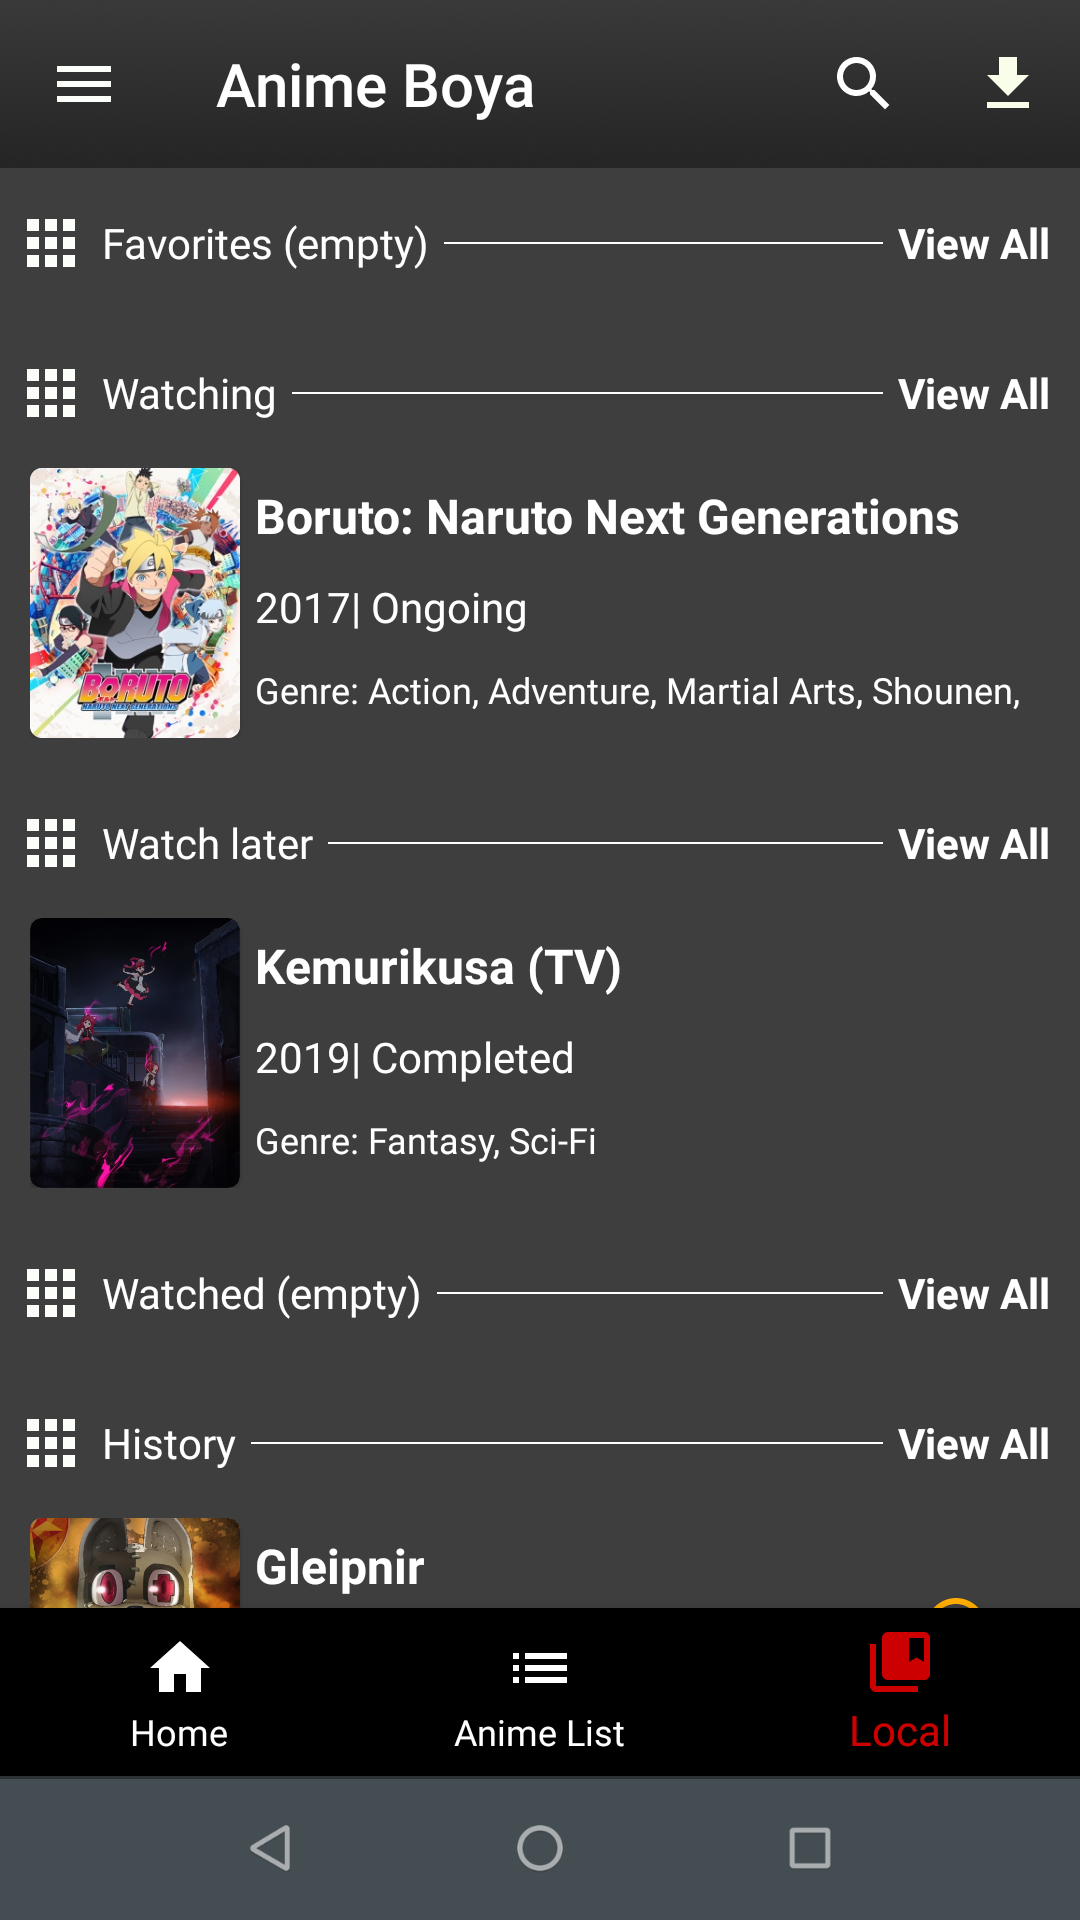 Anime Boya
Favorites (empty) View All
Watching View All
Boruto: Naruto Next Generations
2017| Ongoing
Genre: Action, Adventure, Martial Arts, Shounen,
BORUTO
NARUTO NEXT GENERATIONS
Watch later View All
Kemurikusa (TV)
2019| Completed
Genre: Fantasy, Sci-Fi
Watched (empty) View All
History View All
Gleipnir
Home Anime List Local